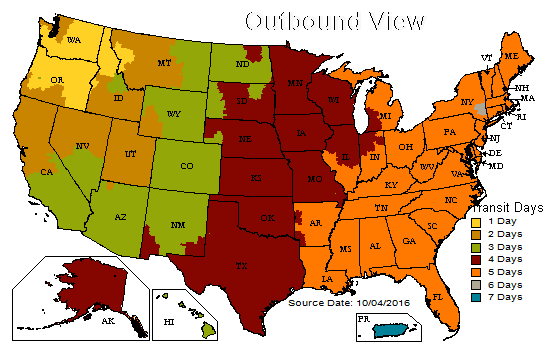 Outbound View
WA
MT
ND
MN
VT
ME
OR
ID
SD
WI
MI
NY
NH
MA
WY
RI
CT
NV
UT
NE
IA
IL
IN
OH
PA
NJ
DE
MD
CA
CO
KS
MO
WV
VA
KY
NC
AZ
NM
OK
AR
TN
SC
TX
LA
MS
AL
GA
FL
AK
HI
PR
Transit Days
1 Day
2 Days
3 Days
4 Days
5 Days
6 Days
7 Days
Source Date: 10/04/2016